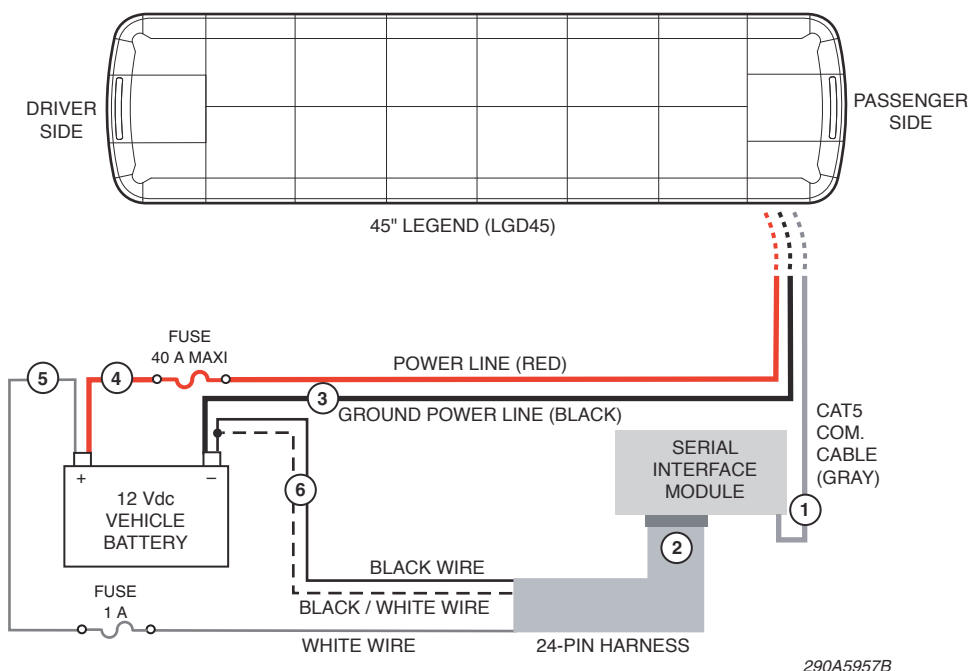 DRIVER
SIDE
PASSENGER
SIDE
45" LEGEND (LGD45)
FUSE
40 A MAXI
POWER LINE (RED)
5
4
3
GROUND POWER LINE (BLACK)
CAT5
COM.
CABLE
(GRAY)
SERIAL
INTERFACE
MODULE
+
–
12 Vdc
VEHICLE
BATTERY
6
1
2
BLACK WIRE
FUSE
1 A
BLACK / WHITE WIRE
WHITE WIRE
24-PIN HARNESS
290A5957B